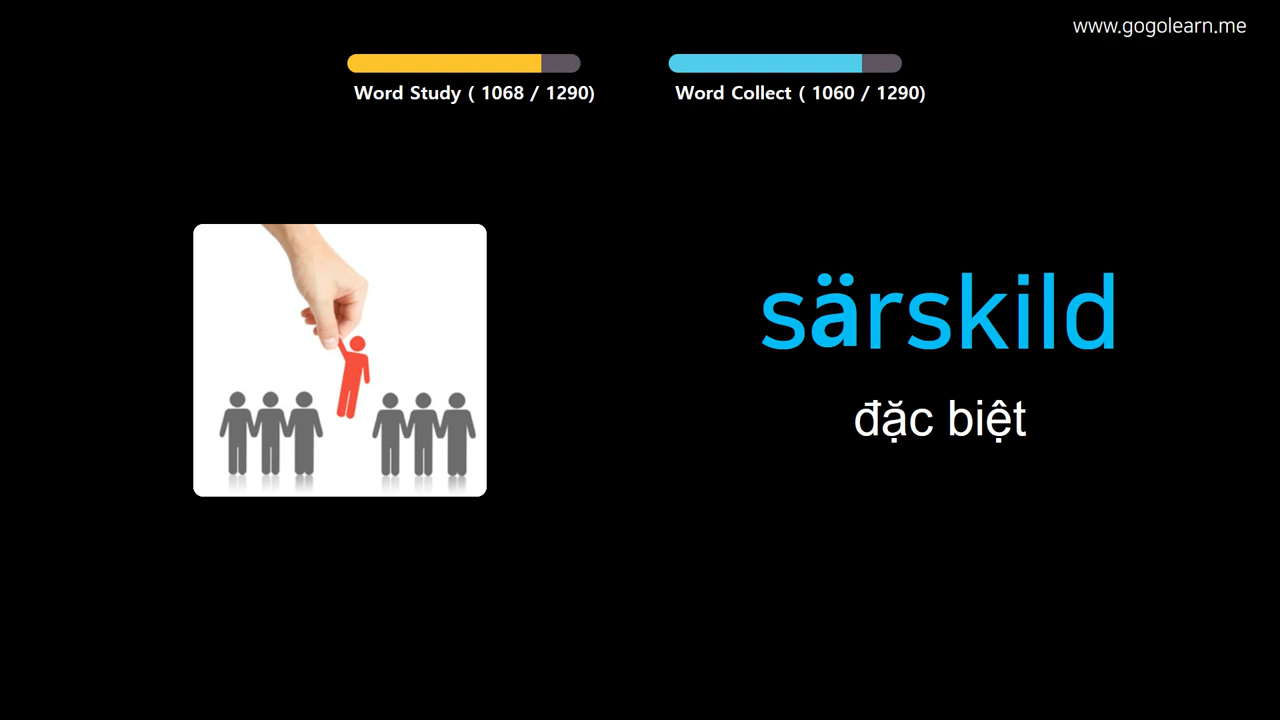 www.gogolearn.me
Word Study ( 1068 / 1290)
Word Collect ( 1060 / 1290)
särskild
đặc biệt